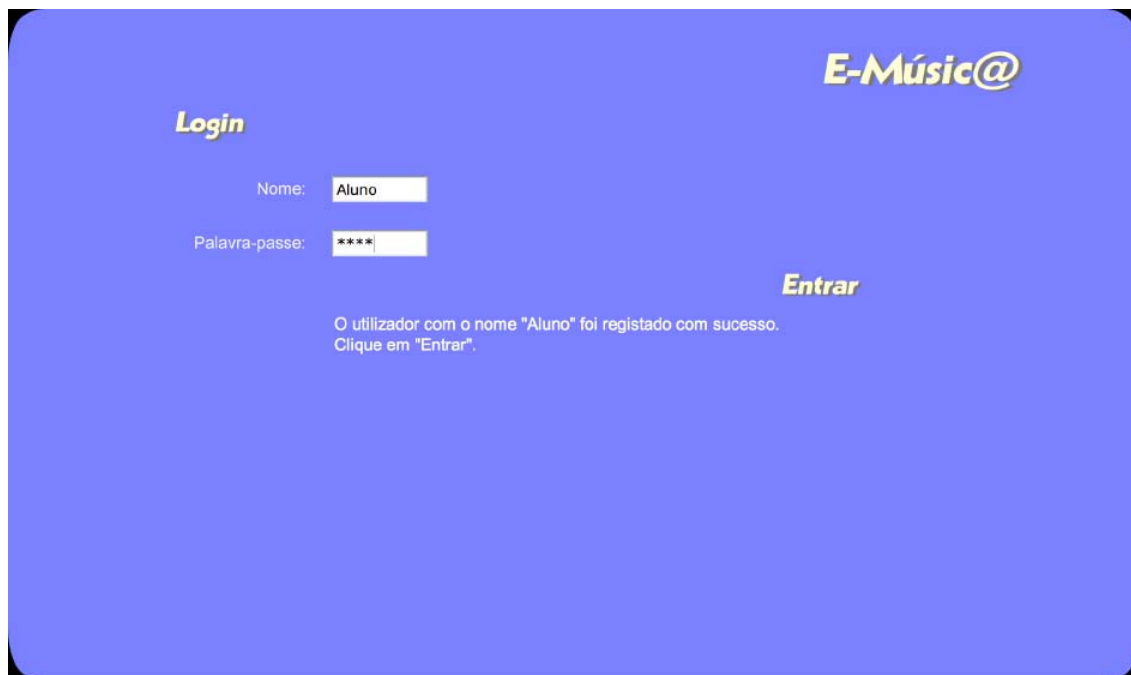 E-Músic@
Login
Nome: Aluno
Palavra-passe: ****
Entrar
O utilizador com o nome "Aluno" foi registado com sucesso.
Clique em "Entrar".